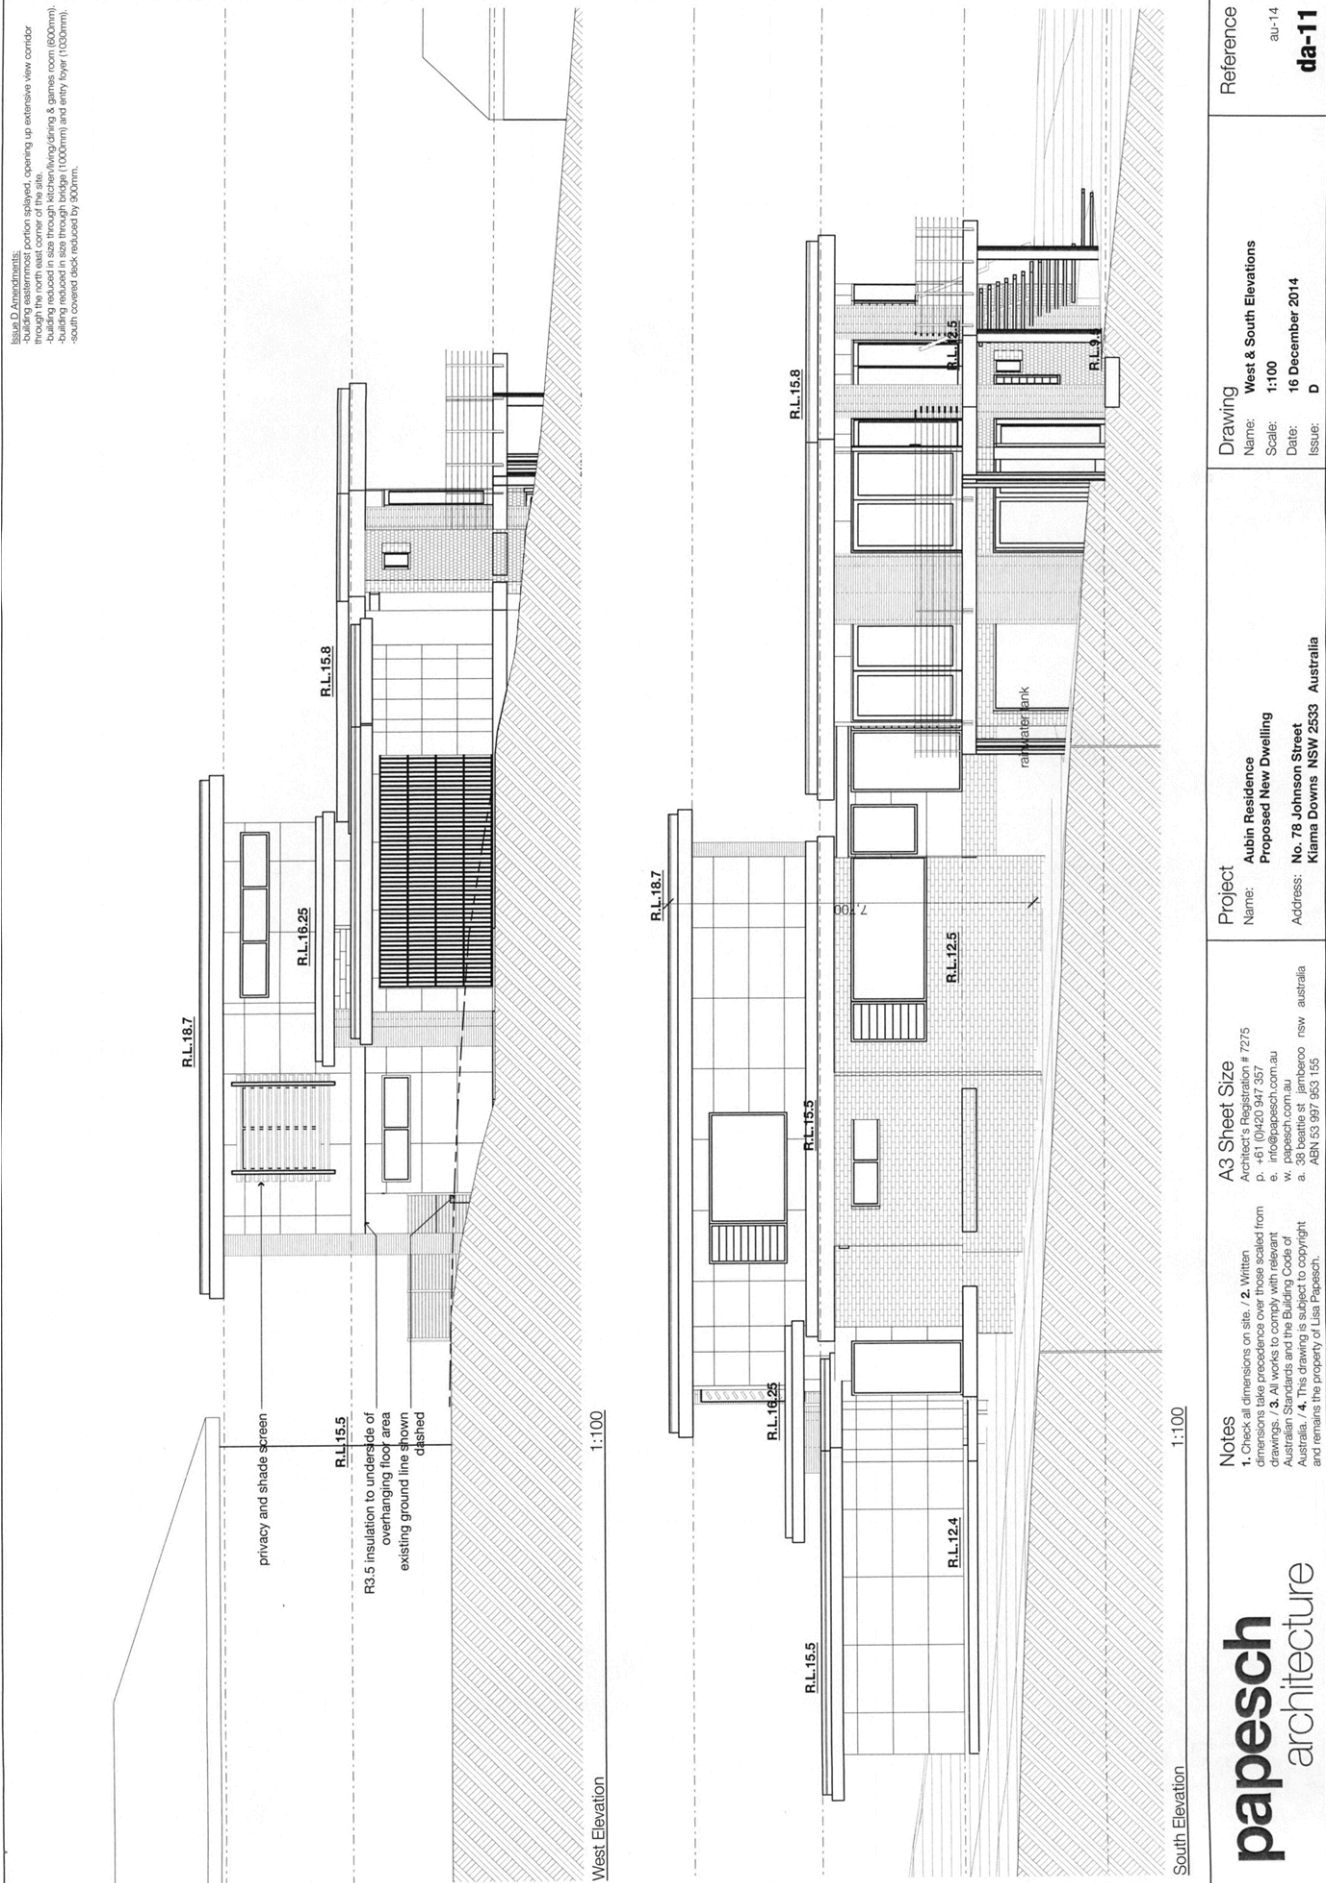 Issue D Amendments:
-building easternmost portion splayed, opening up extensive view corridor
through the north east corner of the site.
-building reduced in size through kitchen/living/dining & games room (600mm).
-building reduced in size through bridge (1000mm) and entry foyer (1030mm).
-south covered deck reduced by 900mm.
R.L.18.7
R.L.16.25
R.L.15.8
privacy and shade screen
R.L.15.5
R3.5 insulation to underside of
overhanging floor area
existing ground line shown
dashed
West Elevation
1:100
R.L.18.7
R.L.15.8
7,700
R.L.15.5
R.L.16.25
R.L.15.5
R.L.12.5
R.L.12.5
R.L.12.4
R.L.9.5
rainwater tank
South Elevation
1:100
papesch
architecture
Notes
1. Check all dimensions on site. / 2. Written
dimensions take precedence over those scaled from
drawings. / 3. All works to comply with relevant
Australian Standards and the Building Code of
Australia. / 4. This drawing is subject to copyright
and remains the property of Lisa Papesch.
A3 Sheet Size
Architect's Registration # 7275
p. +61 (0)420 947 357
e. info@papesch.com.au
w. papesch.com.au
a. 38 beattie st jamberoo nsw australia
ABN 53 997 953 155
Project
Name: Aubin Residence
Proposed New Dwelling
Address: No. 78 Johnson Street
Kiama Downs NSW 2533 Australia
Drawing
Name: West & South Elevations
Scale: 1:100
Date: 16 December 2014
Issue: D
Reference
au-14
da-11